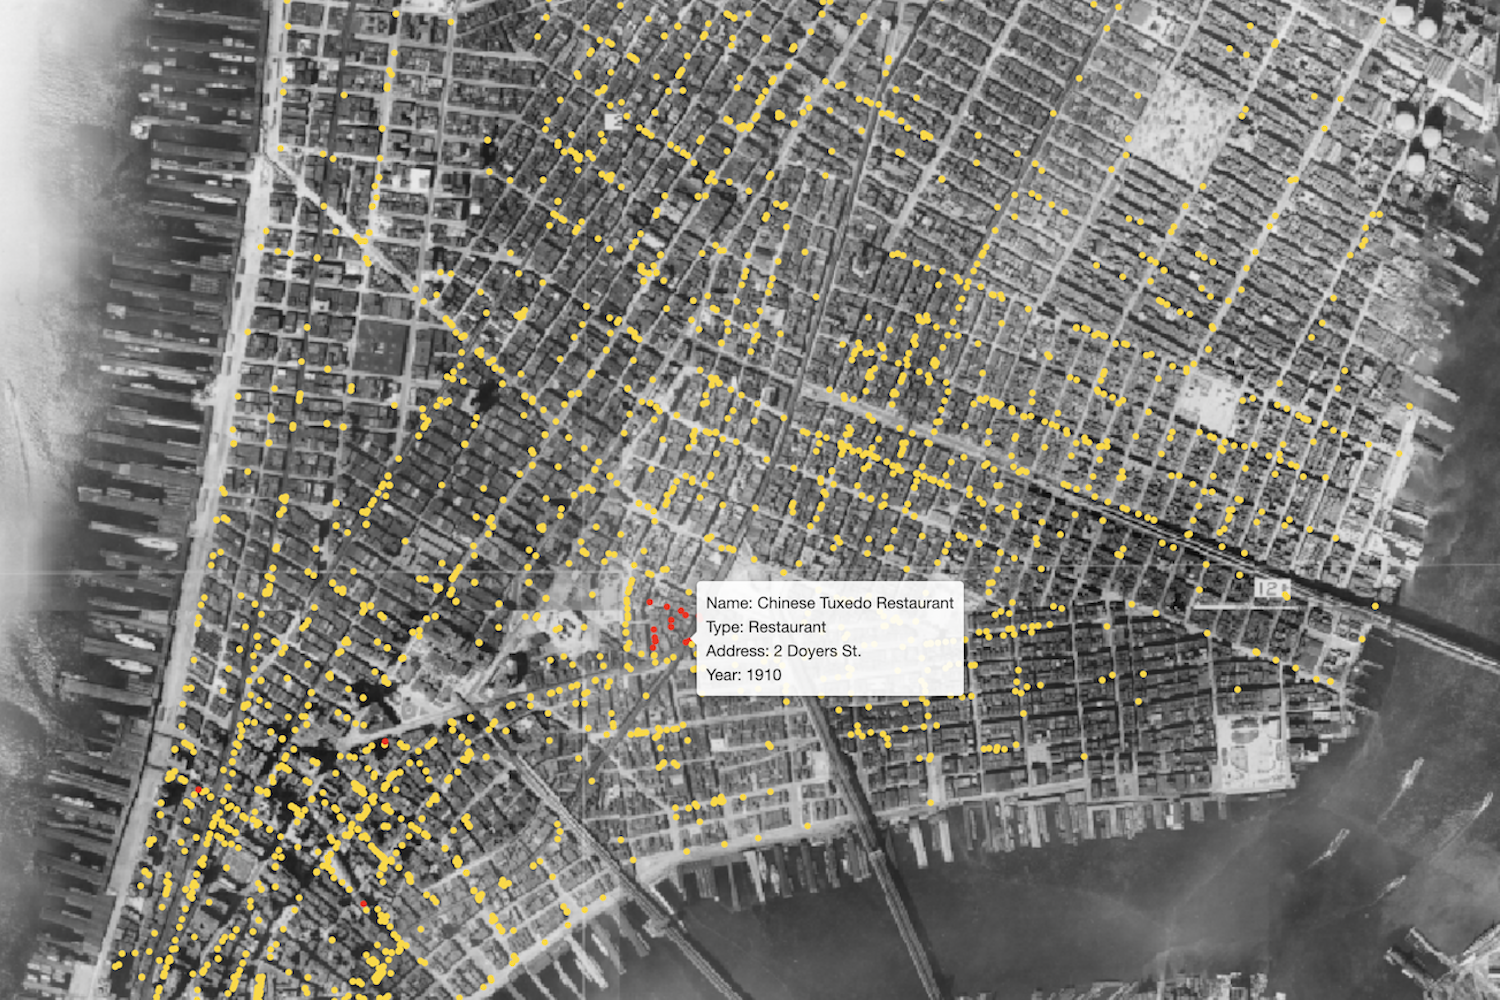 Name: Chinese Tuxedo Restaurant
Type: Restaurant
Address: 2 Doyers St.
Year: 1910